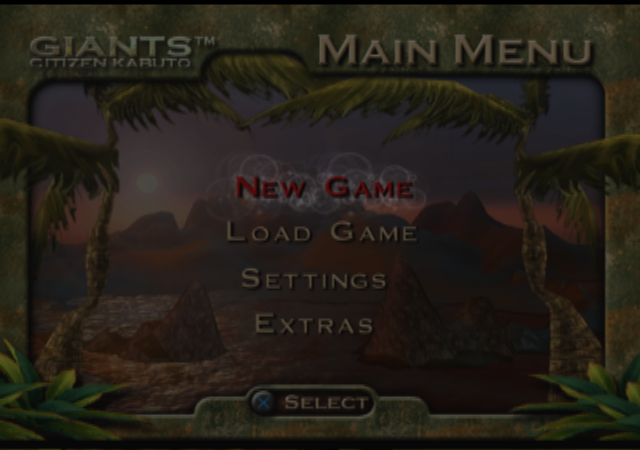 GIANTS™
CITIZEN KABUTO
MAIN MENU
NEW GAME
LOAD GAME
SETTINGS
EXTRAS
SELECT